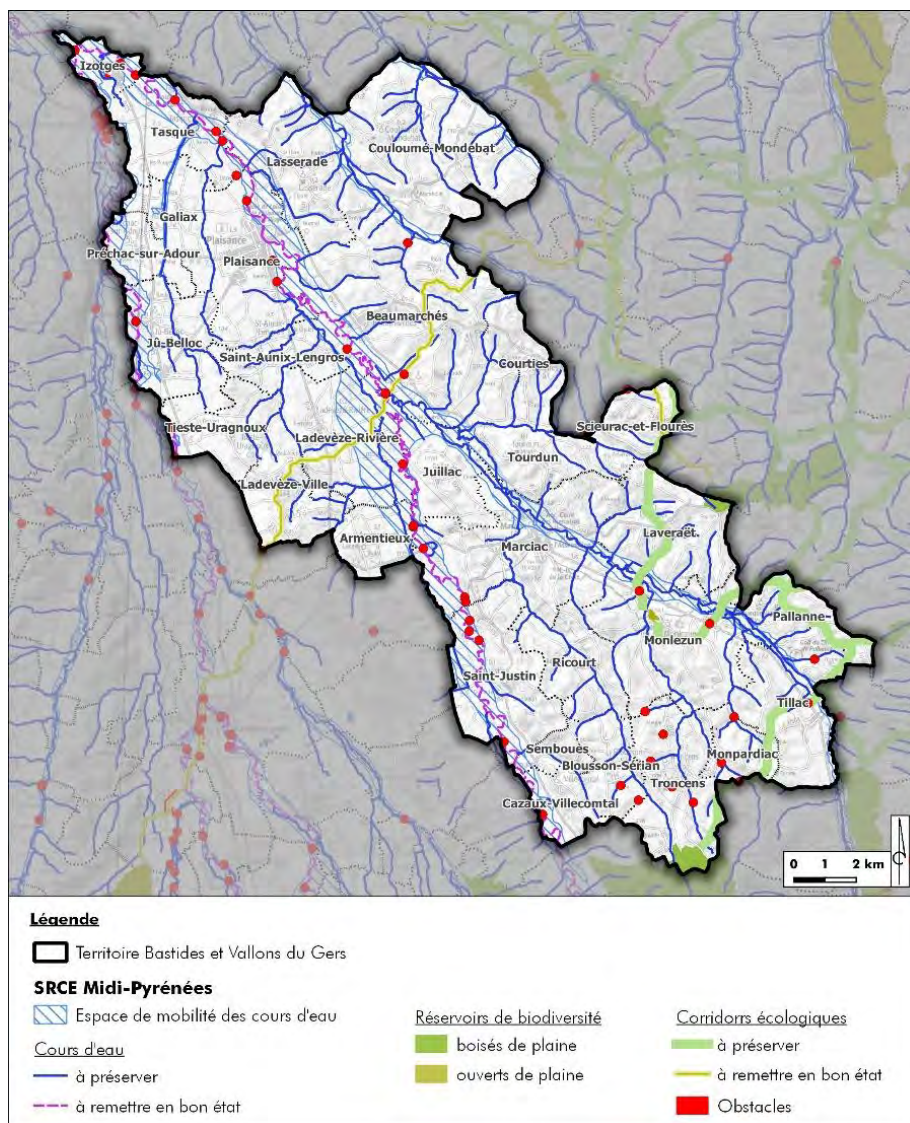 Izotges
Tasque
Lasserade
Couloumé-Mondebat
Galiax
Préchac-sur-Adour
Plaisance
Beaumarchés
Jû-Belloc
Saint-Aunix-Lengros
Courties
Tieste-Uragnoux
Ladevèze-Rivière
Scieurac-et-Flourès
Tourdun
Juillac
Ladevèze-Ville
Armentieux
Marciac
Laveraët
Pallanne
Monlezun
Ricourt
Saint-Justin
Tillac
Sembouès
Monpardiac
Blousson-Sérian
Troncens
Cazaux-Villecomtal
0 1 2 km
Légende
Territoire Bastides et Vallons du Gers
SRCE Midi-Pyrénées
Espace de mobilité des cours d'eau
Cours d'eau
à préserver
à remettre en bon état
Réservoirs de biodiversité
boisés de plaine
ouverts de plaine
Corridorrs écologiques
à préserver
à remettre en bon état
Obstacles